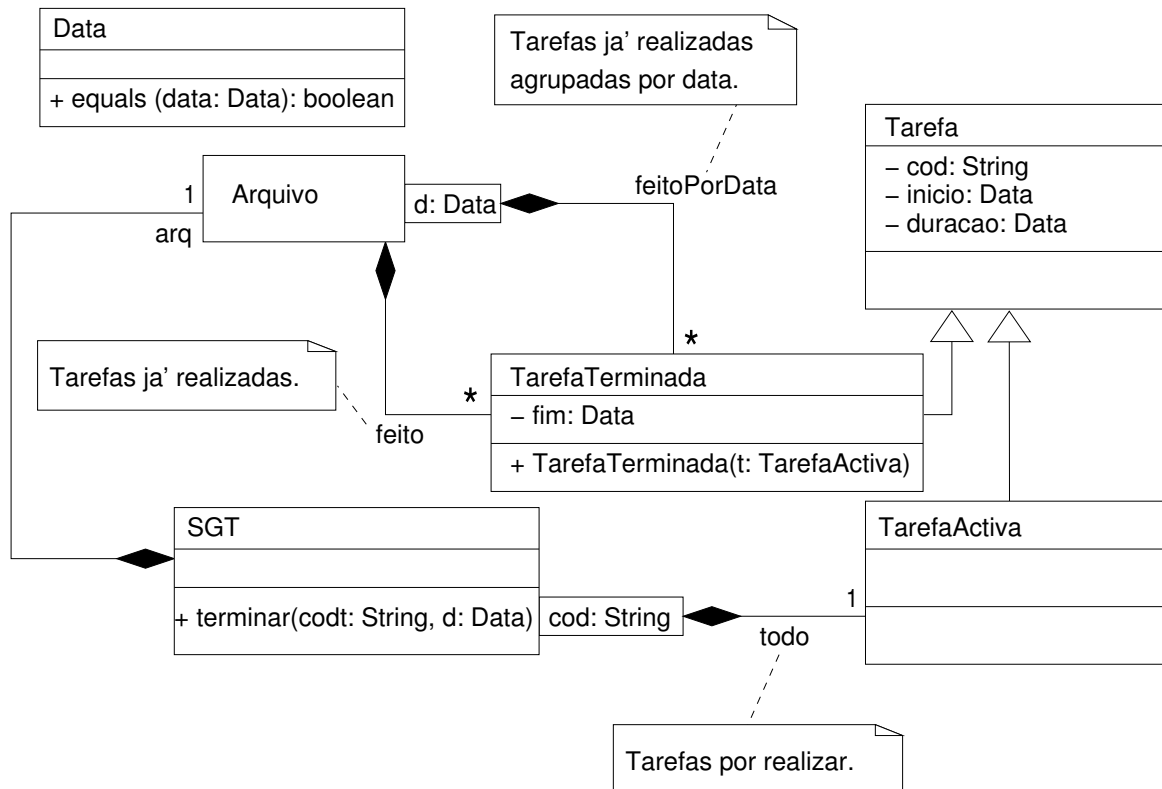 Data
+ equals (data: Data): boolean
Tarefas ja' realizadas
agrupadas por data.
Tarefa
– cod: String
– inicio: Data
– duracao: Data
1
Arquivo
d: Data
feitoPorData
arq
*
Tarefas ja' realizadas.
*
feito
TarefaTerminada
– fim: Data
+ TarefaTerminada(t: TarefaActiva)
SGT
+ terminar(codt: String, d: Data)
cod: String
1
todo
TarefaActiva
Tarefas por realizar.